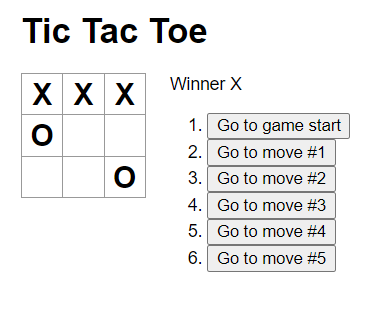 Tic Tac Toe
X X X
O
O
Winner X
1. Go to game start
2. Go to move #1
3. Go to move #2
4. Go to move #3
5. Go to move #4
6. Go to move #5